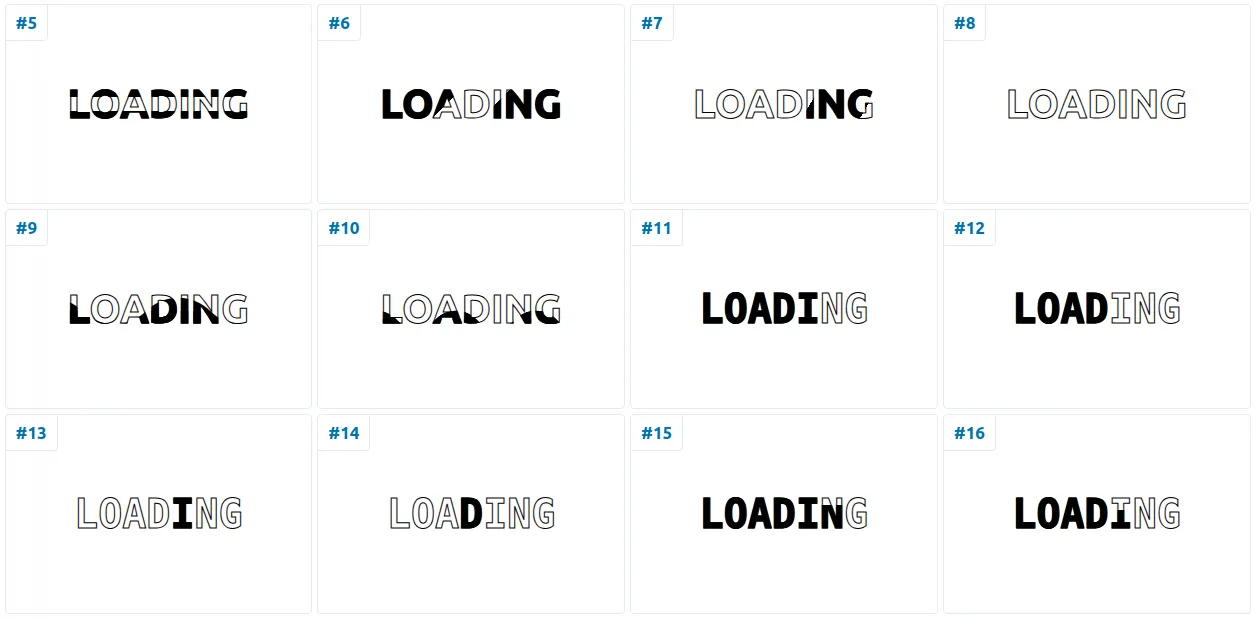 #5
LOADING
#6
LOADING
#7
LOADING
#8
LOADING
#9
LOADING
#10
LOADING
#11
LOADING
#12
LOADING
#13
LOADING
#14
LOADING
#15
LOADING
#16
LOADING